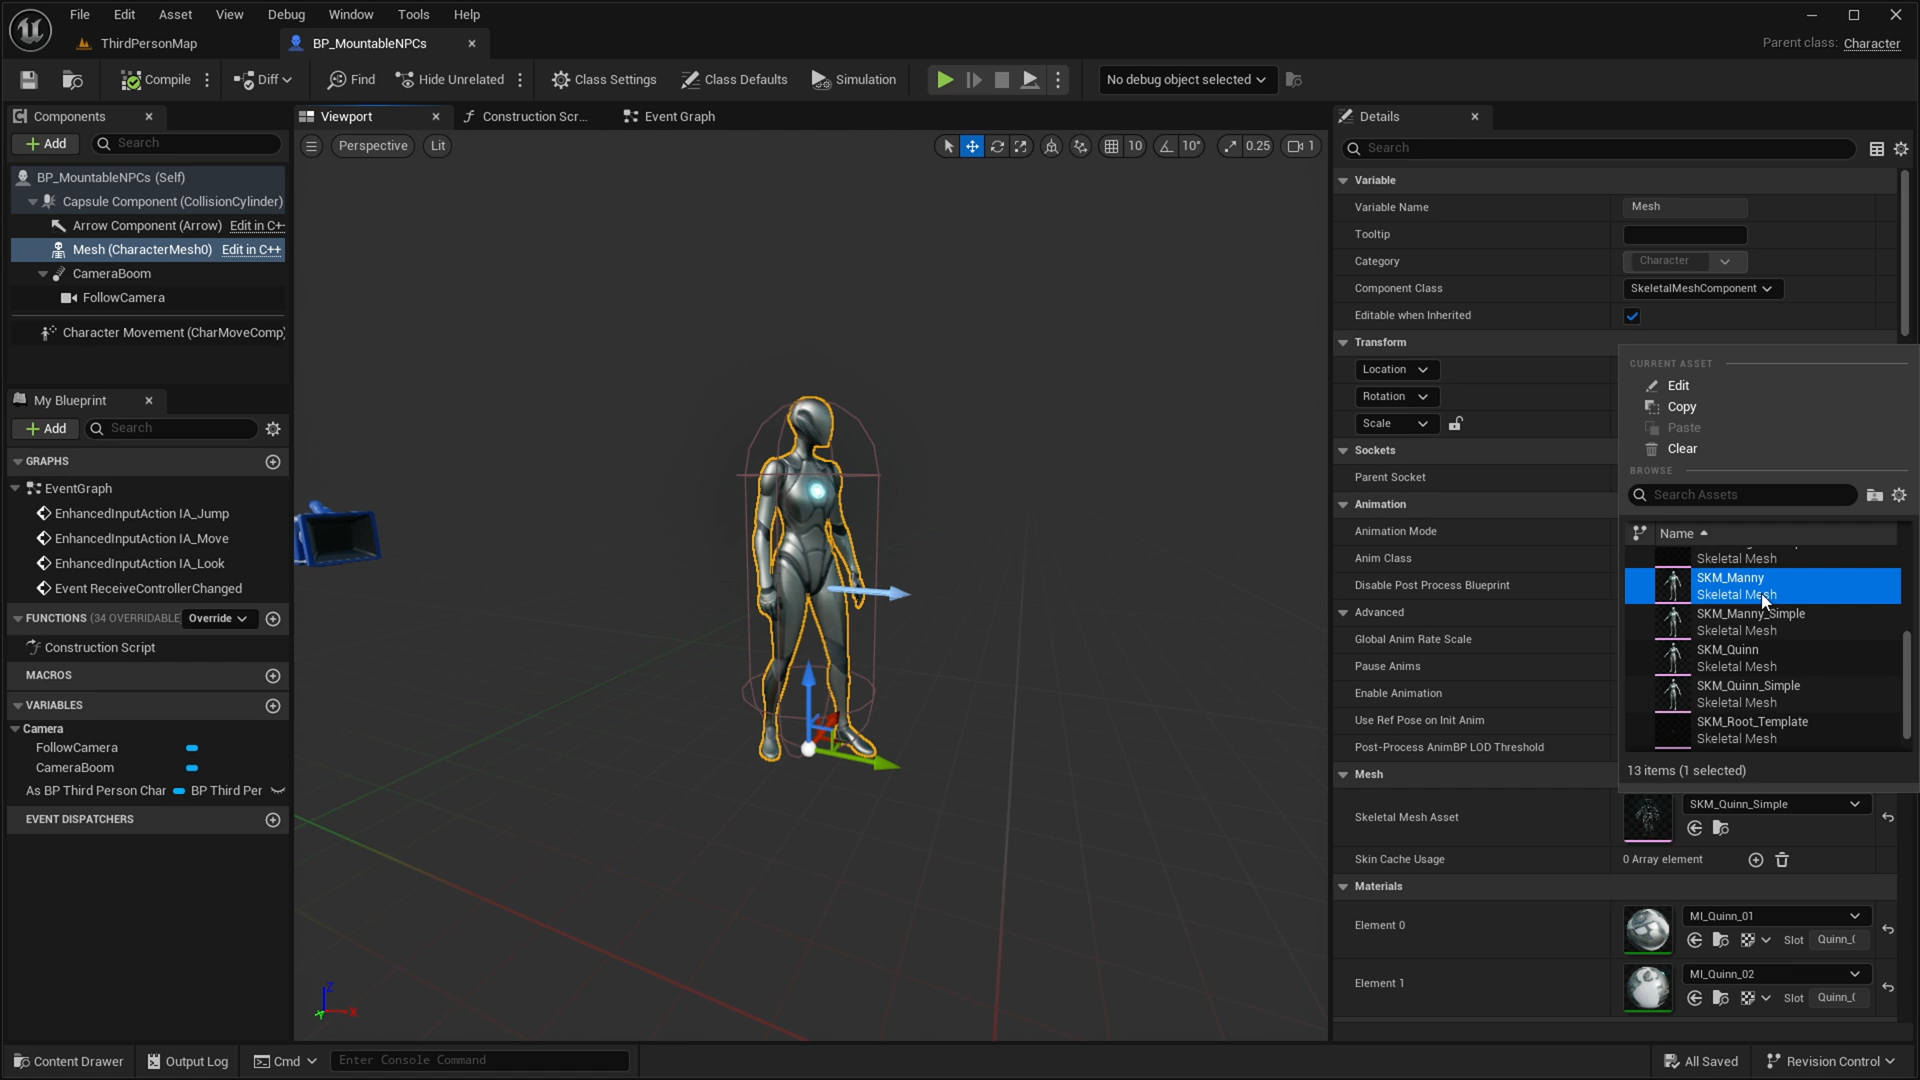 File Edit Asset View Debug Window Tools Help
ThirdPersonMap
BP_MountableNPCs
Parent class: Character
Compile
Diff
Find
Hide Unrelated
Class Settings
Class Defaults
Simulation
No debug object selected
Components
Add
Search
BP_MountableNPCs (Self)
Capsule Component (CollisionCylinder)
Arrow Component (Arrow) Edit in C++
Mesh (CharacterMesh0) Edit in C++
CameraBoom
FollowCamera
Character Movement (CharMoveComp)
My Blueprint
Add
Search
GRAPHS
EventGraph
EnhancedInputAction IA_Jump
EnhancedInputAction IA_Move
EnhancedInputAction IA_Look
Event ReceiveControllerChanged
FUNCTIONS (34 OVERRIDABLE Override
Construction Script
MACROS
VARIABLES
Camera
FollowCamera
CameraBoom
As BP Third Person Char BP Third Per
EVENT DISPATCHERS
Viewport
Construction Scr...
Event Graph
Perspective
Lit
10
10°
0.25
1
Z
X
Y
Details
Search
Variable
Variable Name Mesh
Tooltip
Category Character
Component Class SkeletalMeshComponent
Editable when Inherited
Transform
Location
Rotation
Scale
Sockets
Parent Socket
Animation
Animation Mode
Anim Class
Disable Post Process Blueprint
Advanced
Global Anim Rate Scale
Pause Anims
Enable Animation
Use Ref Pose on Init Anim
Post-Process AnimBP LOD Threshold
Mesh
Skeletal Mesh Asset SKM_Quinn_Simple
Skin Cache Usage 0 Array element
Materials
Element 0 MI_Quinn_01
Slot Quinn_(
Element 1 MI_Quinn_02
Slot Quinn_(
CURRENT ASSET
Edit
Copy
Paste
Clear
BROWSE
Search Assets
Name
Skeletal Mesh
SKM_Manny
Skeletal Mesh
SKM_Manny_Simple
Skeletal Mesh
SKM_Quinn
Skeletal Mesh
SKM_Quinn_Simple
Skeletal Mesh
SKM_Root_Template
Skeletal Mesh
13 items (1 selected)
Content Drawer
Output Log
Cmd
Enter Console Command
All Saved
Revision Control